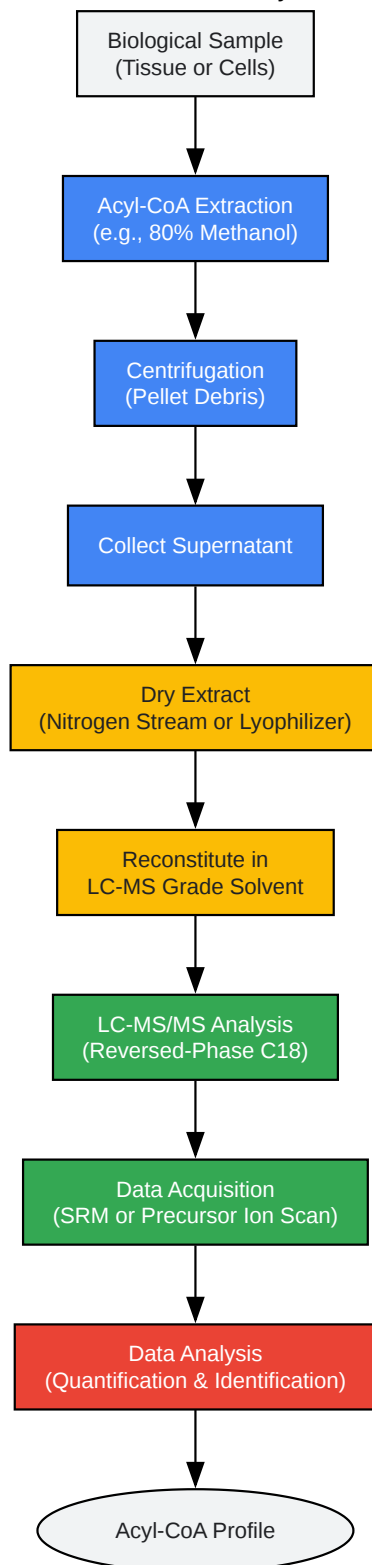 Biological Sample
(Tissue or Cells)
Acyl-CoA Extraction
(e.g., 80% Methanol)
Centrifugation
(Pellet Debris)
Collect Supernatant
Dry Extract
(Nitrogen Stream or Lyophilizer)
Reconstitute in
LC-MS Grade Solvent
LC-MS/MS Analysis
(Reversed-Phase C18)
Data Acquisition
(SRM or Precursor Ion Scan)
Data Analysis
(Quantification & Identification)
Acyl-CoA Profile